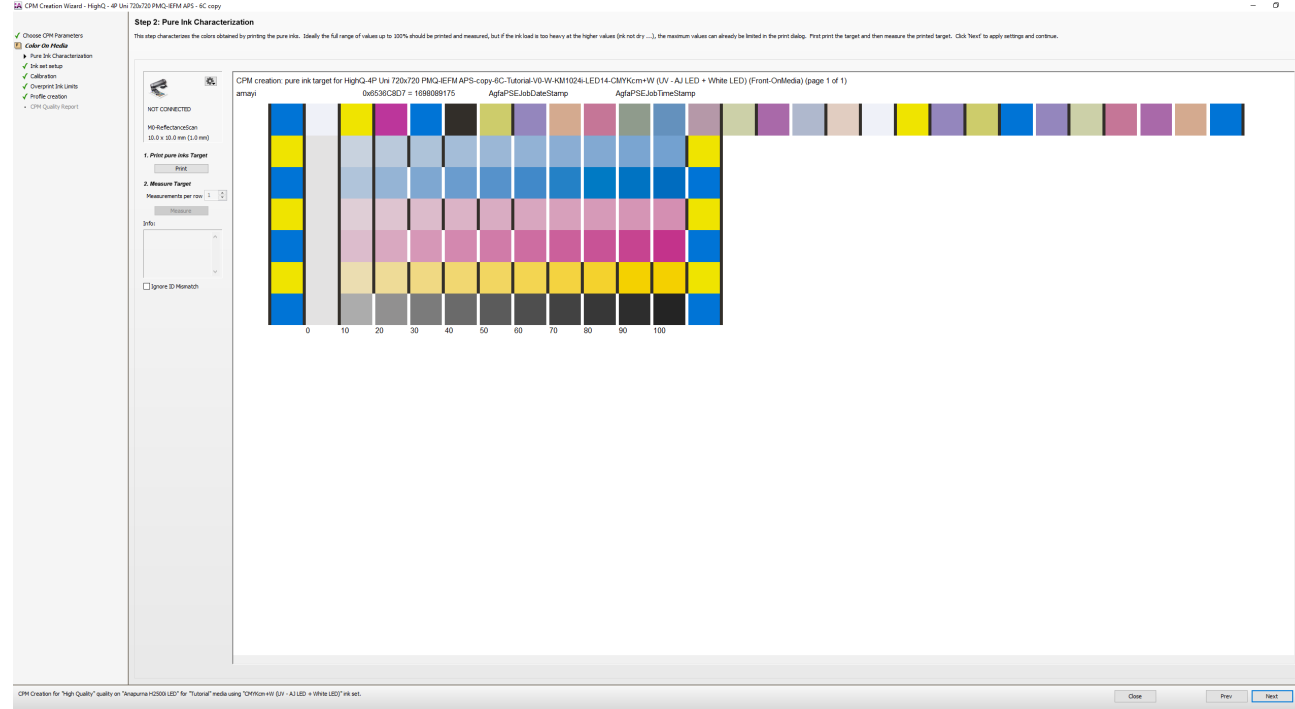 CPM Creation Wizard - HighQ - 4P Uni 720x720 PMQ-IEFM APS - 6C copy
Step 2: Pure Ink Characterization
This step characterizes the colors obtained by printing the pure inks. Ideally the full range of values up to 100% should be printed and measured, but if the ink load is too heavy at the higher values (ink not dry ...), the maximum values can already be limited in the print dialog. First print the target and then measure the printed target. Click 'Next' to apply settings and continue.
Choose CPM Parameters
Color On Media
Pure Ink Characterization
Ink set setup
Calibration
Overprint Ink Limits
Profile creation
CPM Quality Report
NOT CONNECTED
M0-ReflectanceScan
10.0 x 10.0 mm (1.0 mm)
1. Print pure inks Target
Print
2. Measure Target
Measurements per row 1
Measure
Info:
Ignore ID Mismatch
CPM creation: pure ink target for HighQ-4P Uni 720x720 PMQ-IEFM APS-copy-6C-Tutorial-V0-W-KM1024i-LED14-CMYKcm+W (UV - AJ LED + White LED) (Front-OnMedia) (page 1 of 1)
amayi 0x6536C8D7 = 1698089175 AgfaPSEJobDateStamp AgfaPSEJobTimeStamp
0 10 20 30 40 50 60 70 80 90 100
CPM Creation for "High Quality" quality on "Anapurna H2500i LED" for "Tutorial" media using "CMYKcm+W (UV - AJ LED + White LED)" ink set.
Close Prev Next